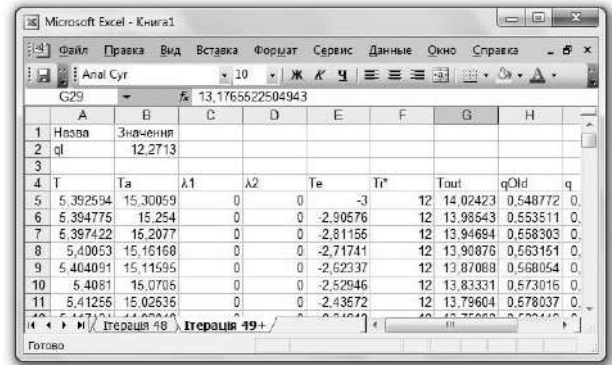 Microsoft Excel - Книга1
Файл Правка Вид Вставка Формат Сервис Данные Окно Справка
Arial Cyr 10 Ж К Ч
G29 fx 13,1765522504943
A B C D E F G H
1 Назва Значення
2 ql 12,2713
3
4 T Ta λ1 λ2 Te Ti* Tout qOld q
5 5,392594 15,30059 0 0 -3 12 14,02423 0,548772 0,
6 5,394775 15,254 0 0 -2,90576 12 13,98543 0,553511 0,
7 5,397422 15,2077 0 0 -2,81155 12 13,94694 0,558303 0,
8 5,40053 15,16168 0 0 -2,71741 12 13,90876 0,563151 0,
9 5,404091 15,11595 0 0 -2,62337 12 13,87088 0,568054 0,
10 5,4081 15,0705 0 0 -2,52946 12 13,83331 0,573016 0,
11 5,41255 15,02535 0 0 -2,43572 12 13,79604 0,578037 0,
Ітерація 48 Ітерація 49+
Готово